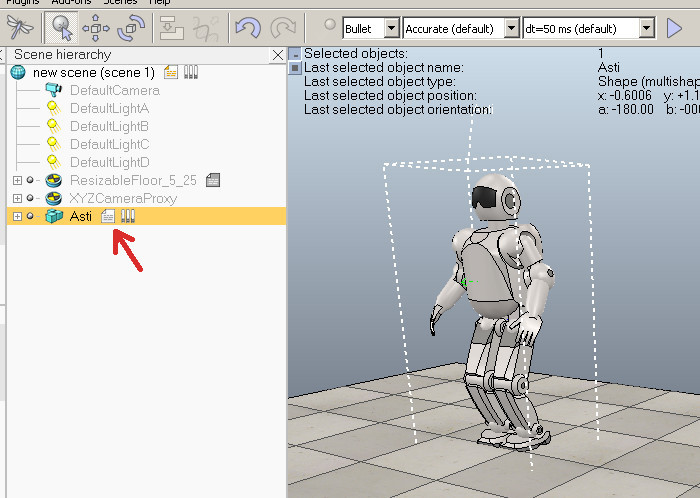 Plugins Add-ons Scenes Help
Bullet Accurate (default) dt=50 ms (default)
Scene hierarchy
new scene (scene 1)
DefaultCamera
DefaultLightA
DefaultLightB
DefaultLightC
DefaultLightD
ResizableFloor_5_25
XYZCameraProxy
Asti
Selected objects: 1
Last selected object name: Asti
Last selected object type: Shape (multishap
Last selected object position: x: -0.6006 y: +1.1
Last selected object orientation: a: -180.00 b: -00